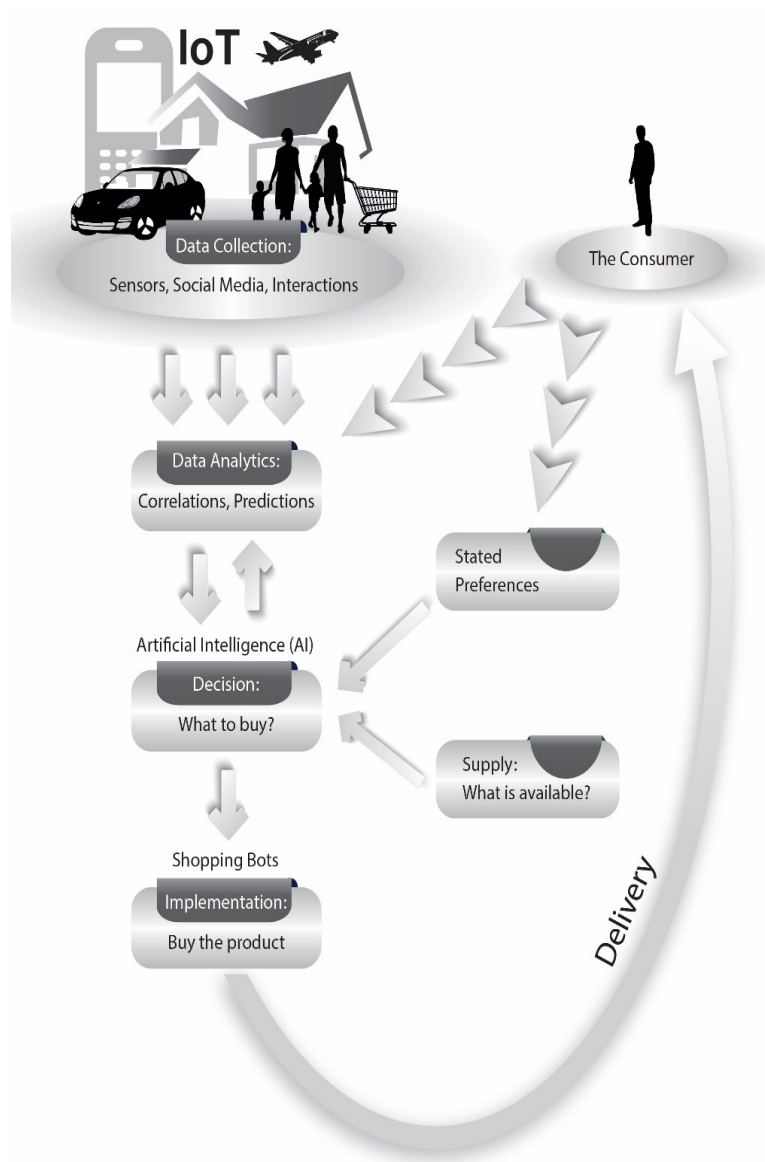 IoT
Data Collection:
Sensors, Social Media, Interactions
The Consumer
Data Analytics:
Correlations, Predictions
Stated
Preferences
Artificial Intelligence (AI)
Decision:
What to buy?
Supply:
What is available?
Shopping Bots
Implementation:
Buy the product
Delivery